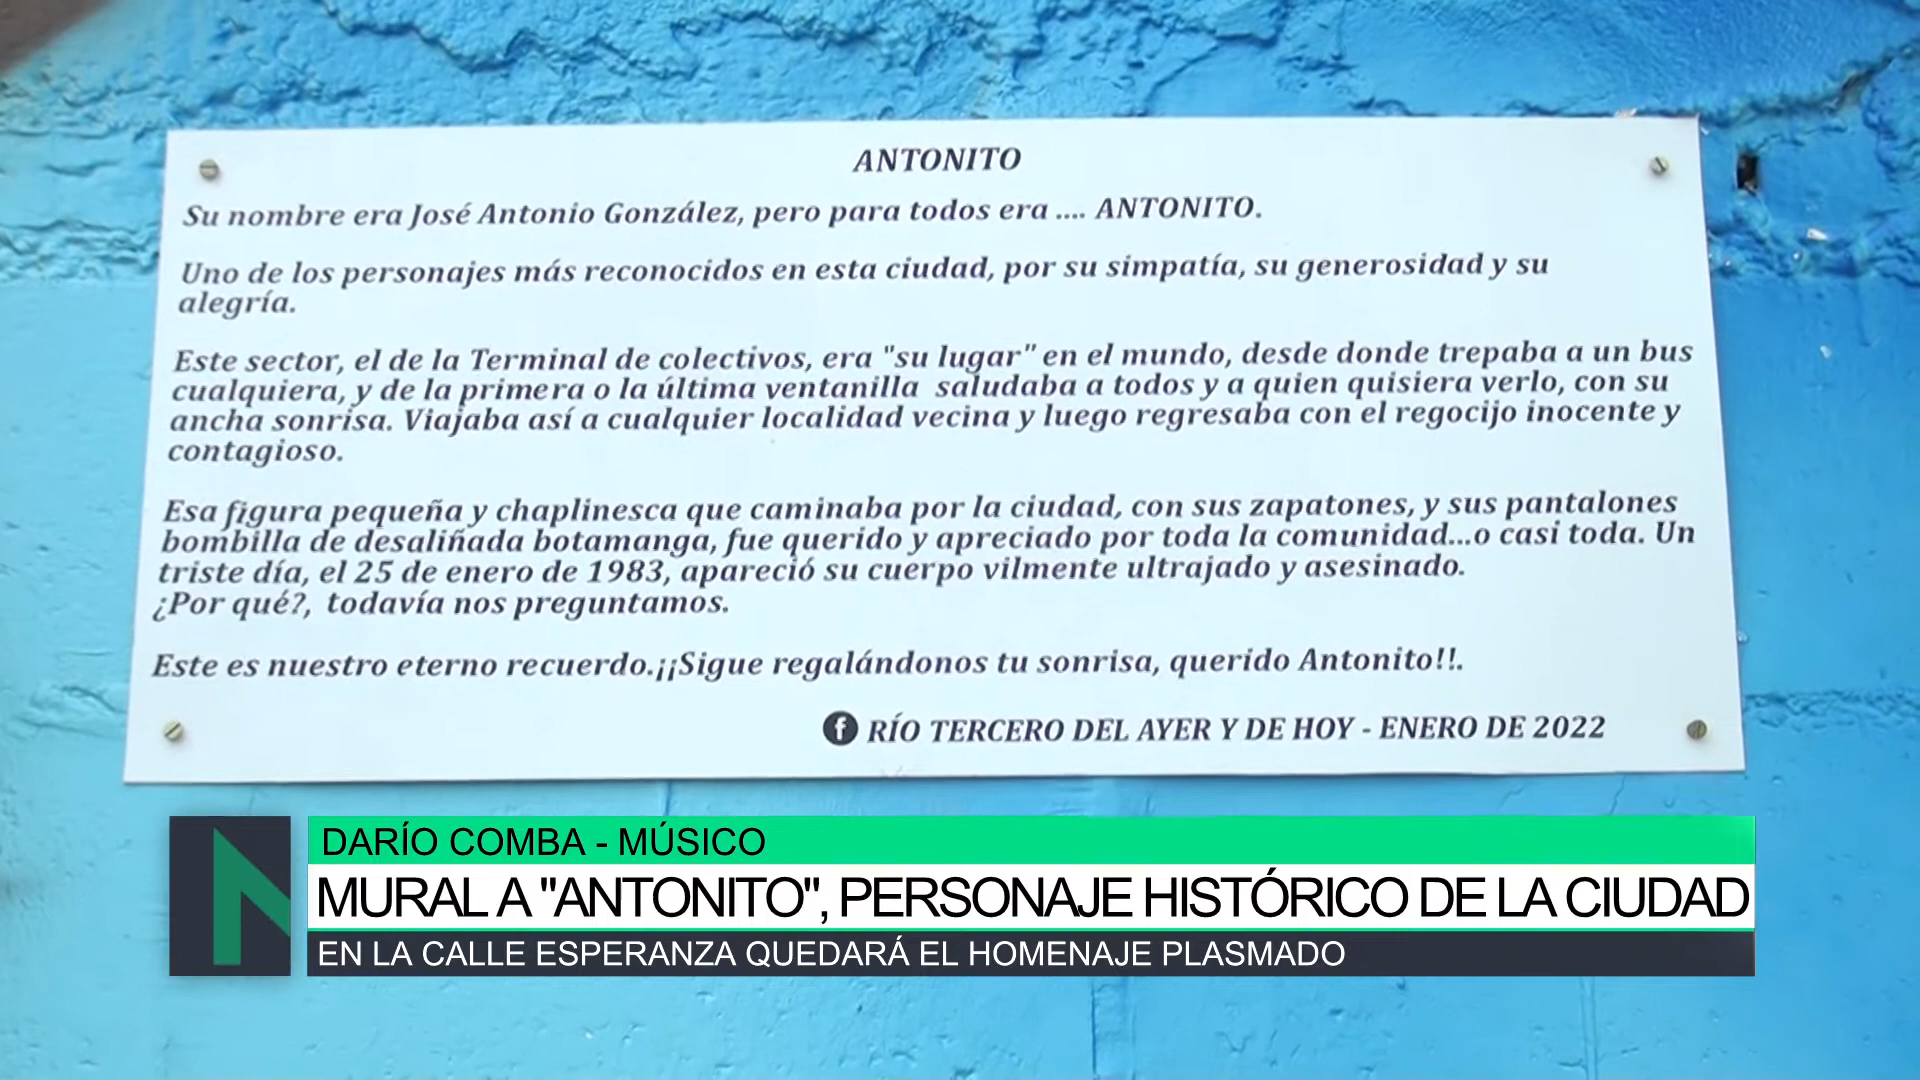 ANTONITO
Su nombre era José Antonio González, pero para todos era .... ANTONITO.
Uno de los personajes más reconocidos en esta ciudad, por su simpatía, su generosidad y su
alegría.
Este sector, el de la Terminal de colectivos, era "su lugar" en el mundo, desde donde trepaba a un bus
cualquiera, y de la primera o la última ventanilla saludaba a todos y a quien quisiera verlo, con su
ancha sonrisa. Viajaba así a cualquier localidad vecina y luego regresaba con el regocijo inocente y
contagioso.
Esa figura pequeña y chaplinesca que caminaba por la ciudad, con sus zapatones, y sus pantalones
bombilla de desaliñada botamanga, fue querido y apreciado por toda la comunidad...o casi toda. Un
triste día, el 25 de enero de 1983, apareció su cuerpo vilmente ultrajado y asesinado.
¿Por qué?, todavía nos preguntamos.
Este es nuestro eterno recuerdo.¡¡Sigue regalándonos tu sonrisa, querido Antonito!!.
f RÍO TERCERO DEL AYER Y DE HOY - ENERO DE 2022
DARÍO COMBA - MÚSICO
MURAL A "ANTONITO", PERSONAJE HISTÓRICO DE LA CIUDAD
EN LA CALLE ESPERANZA QUEDARÁ EL HOMENAJE PLASMADO